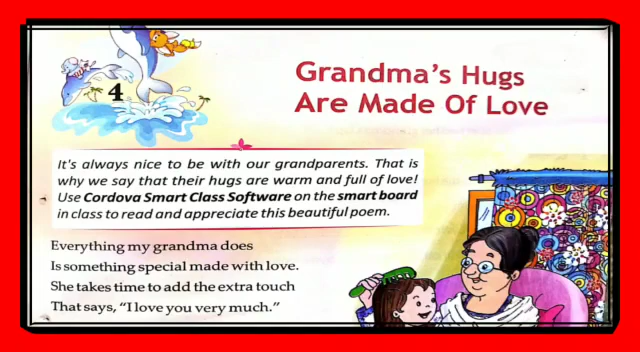 4
Grandma's Hugs
Are Made Of Love
It's always nice to be with our grandparents. That is
why we say that their hugs are warm and full of love!
Use Cordova Smart Class Software on the smart board
in class to read and appreciate this beautiful poem.
Everything my grandma does
Is something special made with love.
She takes time to add the extra touch
That says, "I love you very much."